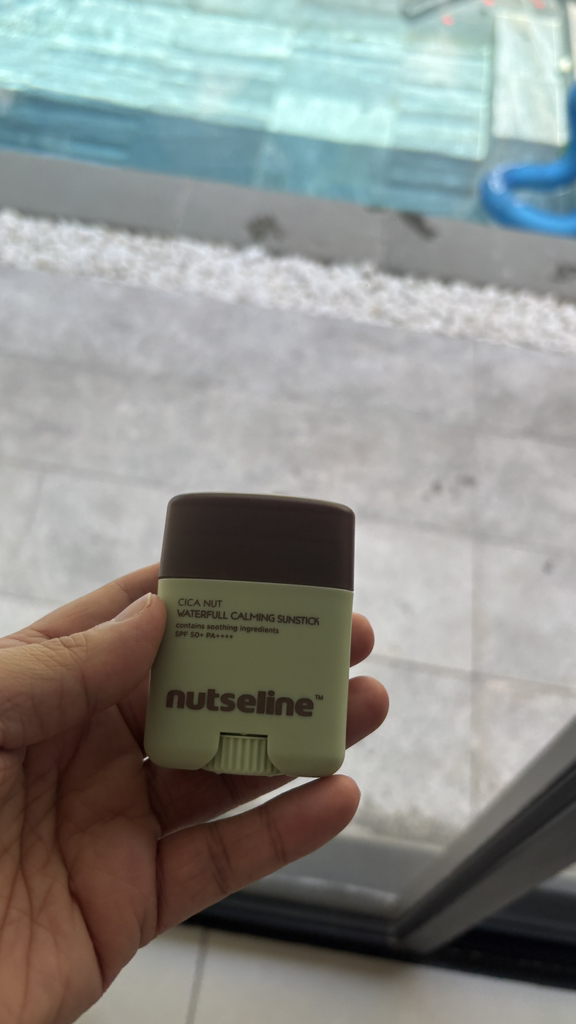 CICA NUT
WATERFULL CALMING SUNSTICK
contains soothing ingredients
SPF 50+ PA++++
nutseline™